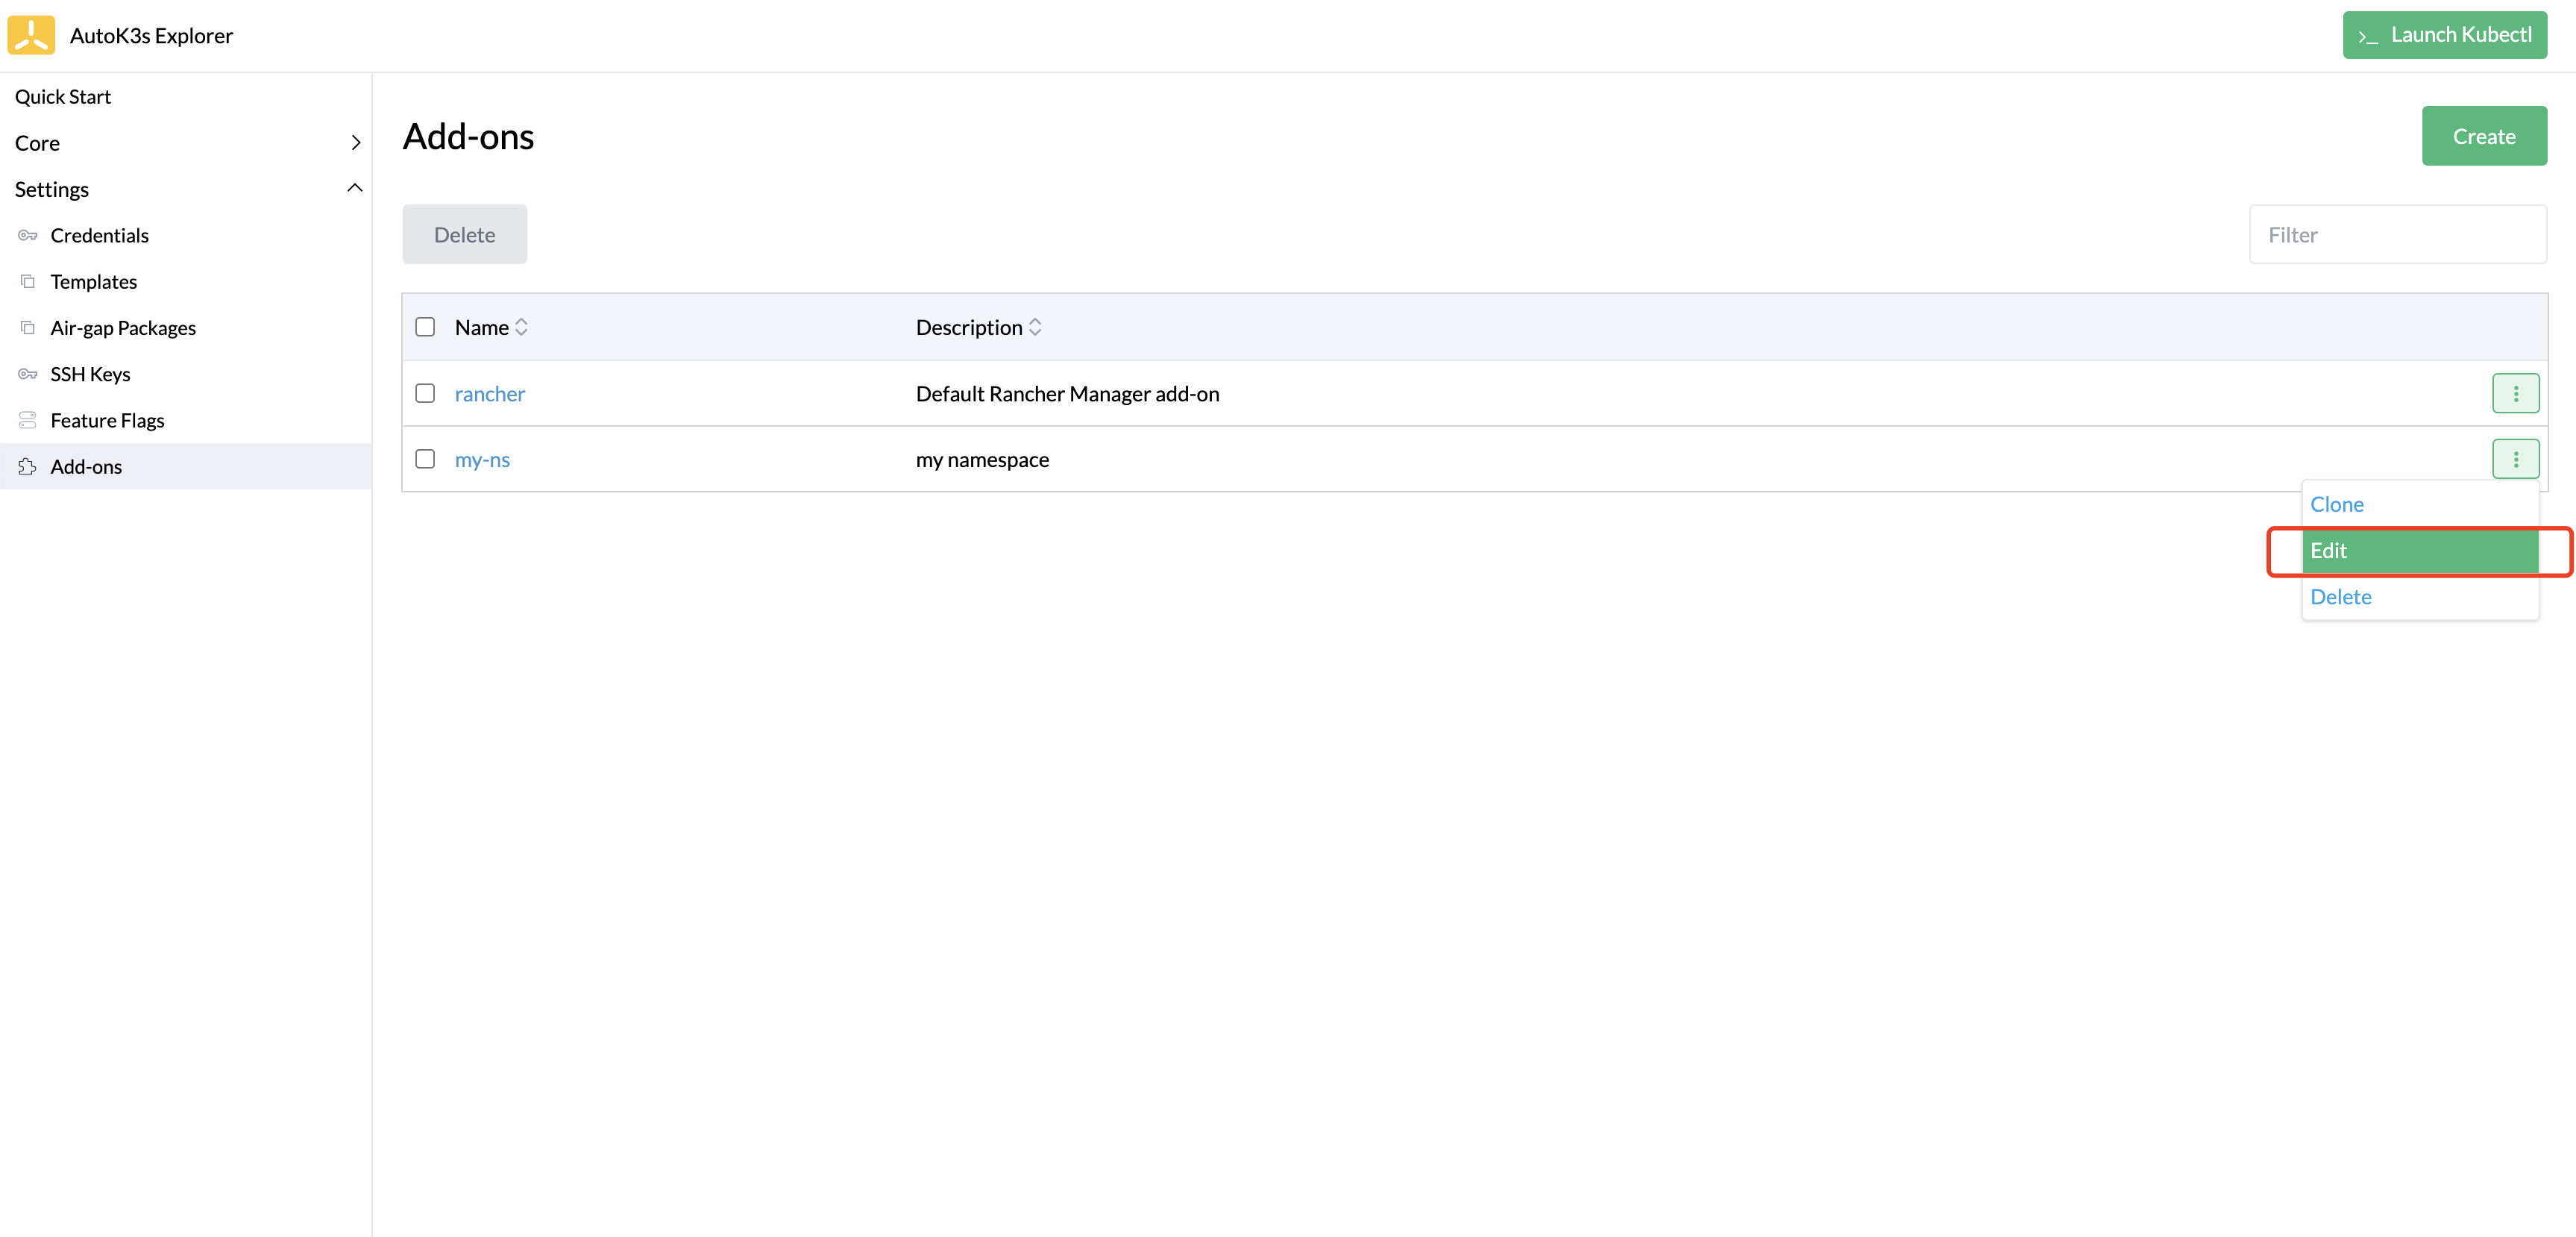 AutoK3s Explorer
>_ Launch Kubectl
Quick Start
Core
Settings
Credentials
Templates
Air-gap Packages
SSH Keys
Feature Flags
Add-ons
Add-ons
Create
Delete
Filter
Name Description
rancher Default Rancher Manager add-on
my-ns my namespace
Clone
Edit
Delete